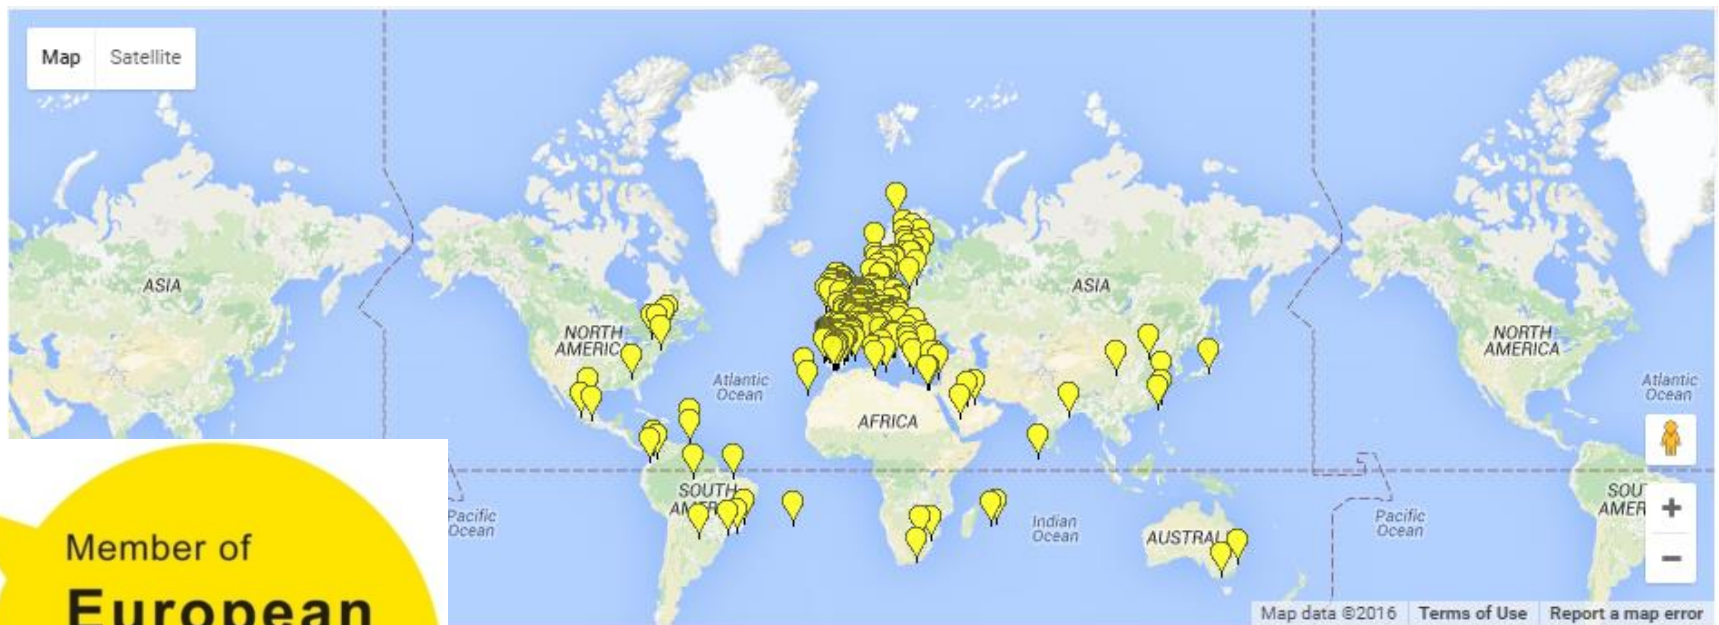 Map Satellite
ASIA
NORTH
AMERIC
Atlantic
Ocean
AFRICA
ASIA
NORTH
AMERICA
Atlantic
Ocean
SOUTH
AM
Pacific
Ocean
Indian
Ocean
AUSTRAL
Pacific
Ocean
SOU
AMER
+
−
Member of
European
Map data ©2016 Terms of Use Report a map error